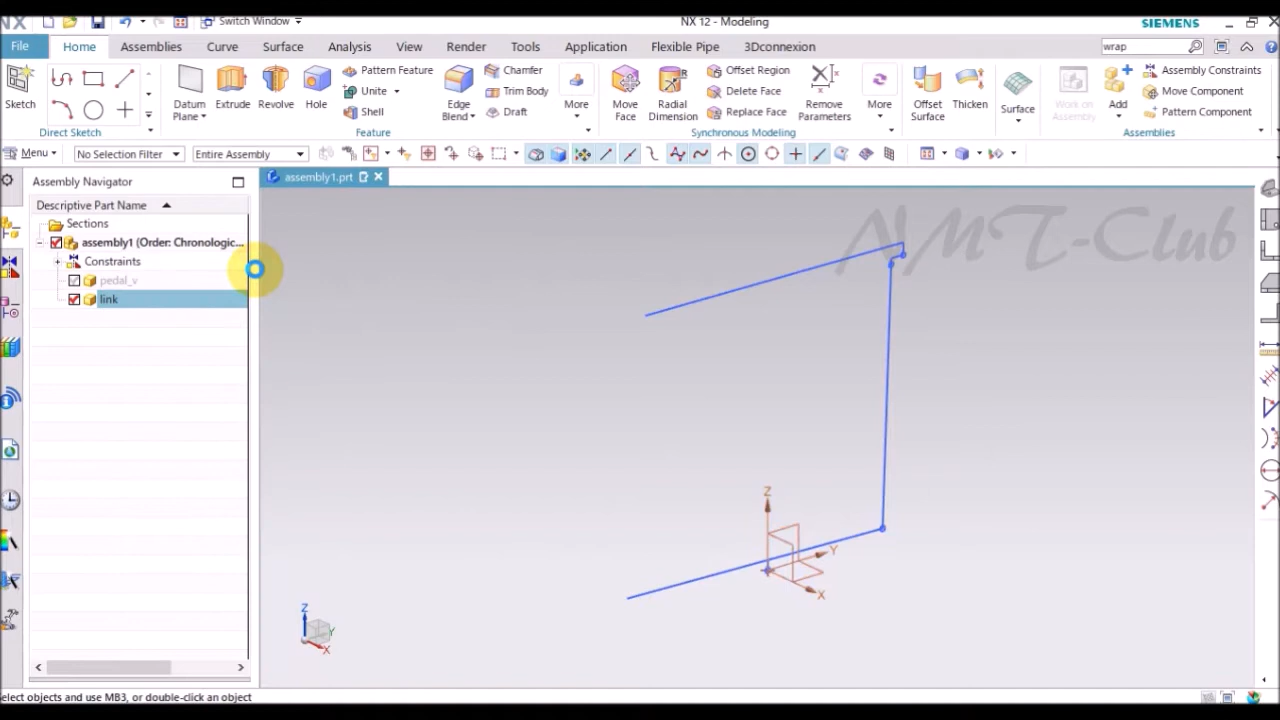 NX
Switch Window
NX 12 - Modeling
SIEMENS
File
Home
Assemblies
Curve
Surface
Analysis
View
Render
Tools
Application
Flexible Pipe
3Dconnexion
wrap
Sketch
Direct Sketch
Datum Plane
Extrude
Revolve
Hole
Pattern Feature
Unite
Shell
Edge Blend
Chamfer
Trim Body
Draft
More
Feature
Move Face
Radial Dimension
Offset Region
Delete Face
Replace Face
Remove Parameters
More
Synchronous Modeling
Offset Surface
Thicken
Surface
Work on Assembly
Add
Assembly Constraints
Move Component
Pattern Component
Assemblies
Menu
No Selection Filter
Entire Assembly
Assembly Navigator
assembly1.prt
Descriptive Part Name
Sections
assembly1 (Order: Chronologic...
Constraints
pedal_v
link
NMT-Club
Z
Y
X
Z
Y
X
elect objects and use MB3, or double-click an object